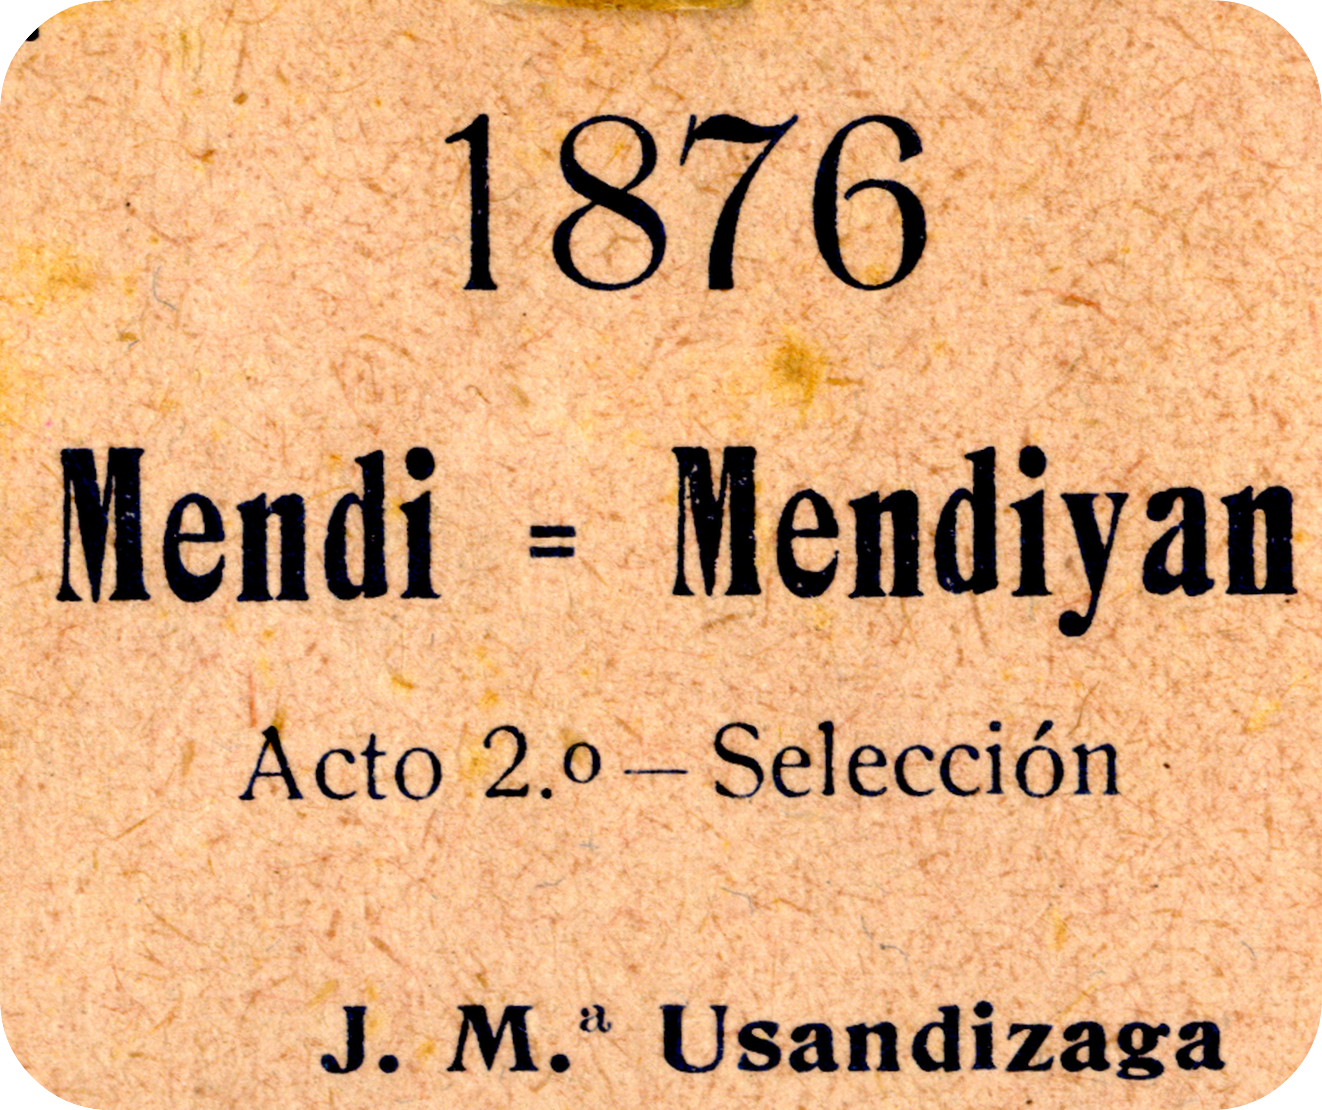 1876
Mendi = Mendiyan
Acto 2.º — Selección
J. M.ª Usandizaga